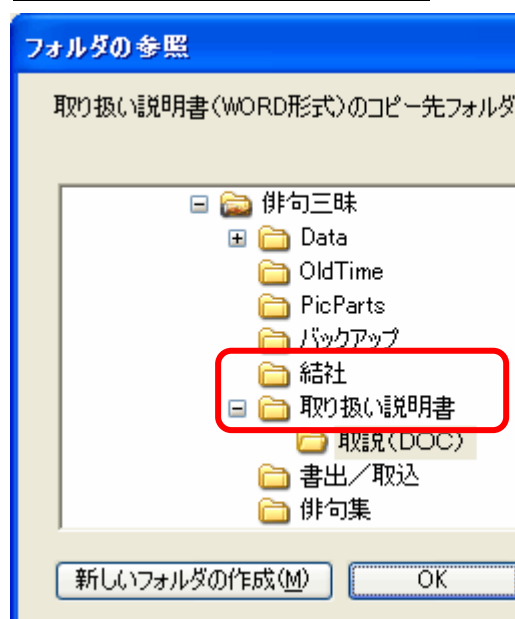 フォルダの参照
取り扱い説明書(WORD形式)のコピー先フォルダ
俳句三昧
Data
OldTime
PicParts
バックアップ
結社
取り扱い説明書
取説(DOC)
書出/取込
俳句集
新しいフォルダの作成(M)
OK